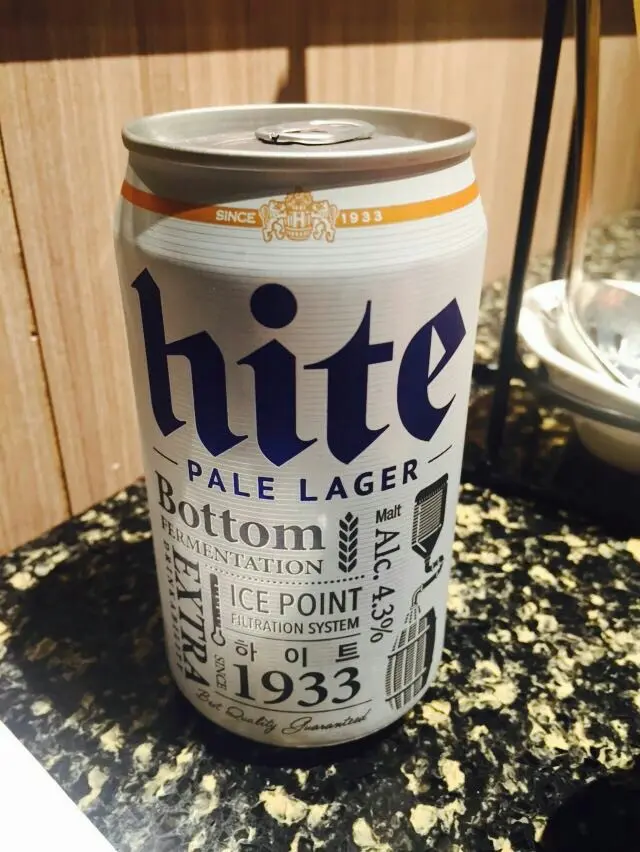 SINCE 1933
H
hite
PALE LAGER
Bottom
FERMENTATION
EXTRA
ICE POINT
FILTRATION SYSTEM
하이트
SINCE 1933
Best Quality Guaranteed
Malt
Alc. 4.3%